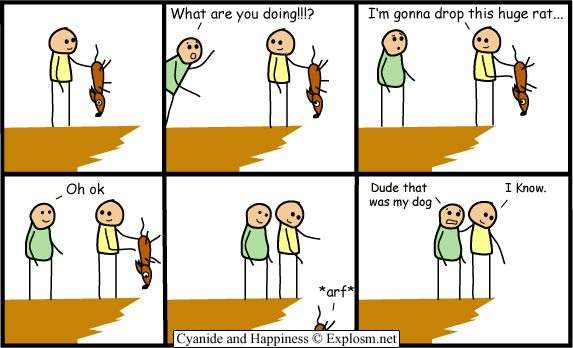 What are you doing!!!?
I'm gonna drop this huge rat...
Oh ok
*arf*
Dude that
was my dog
I Know.
Cyanide and Happiness © Explosm.net